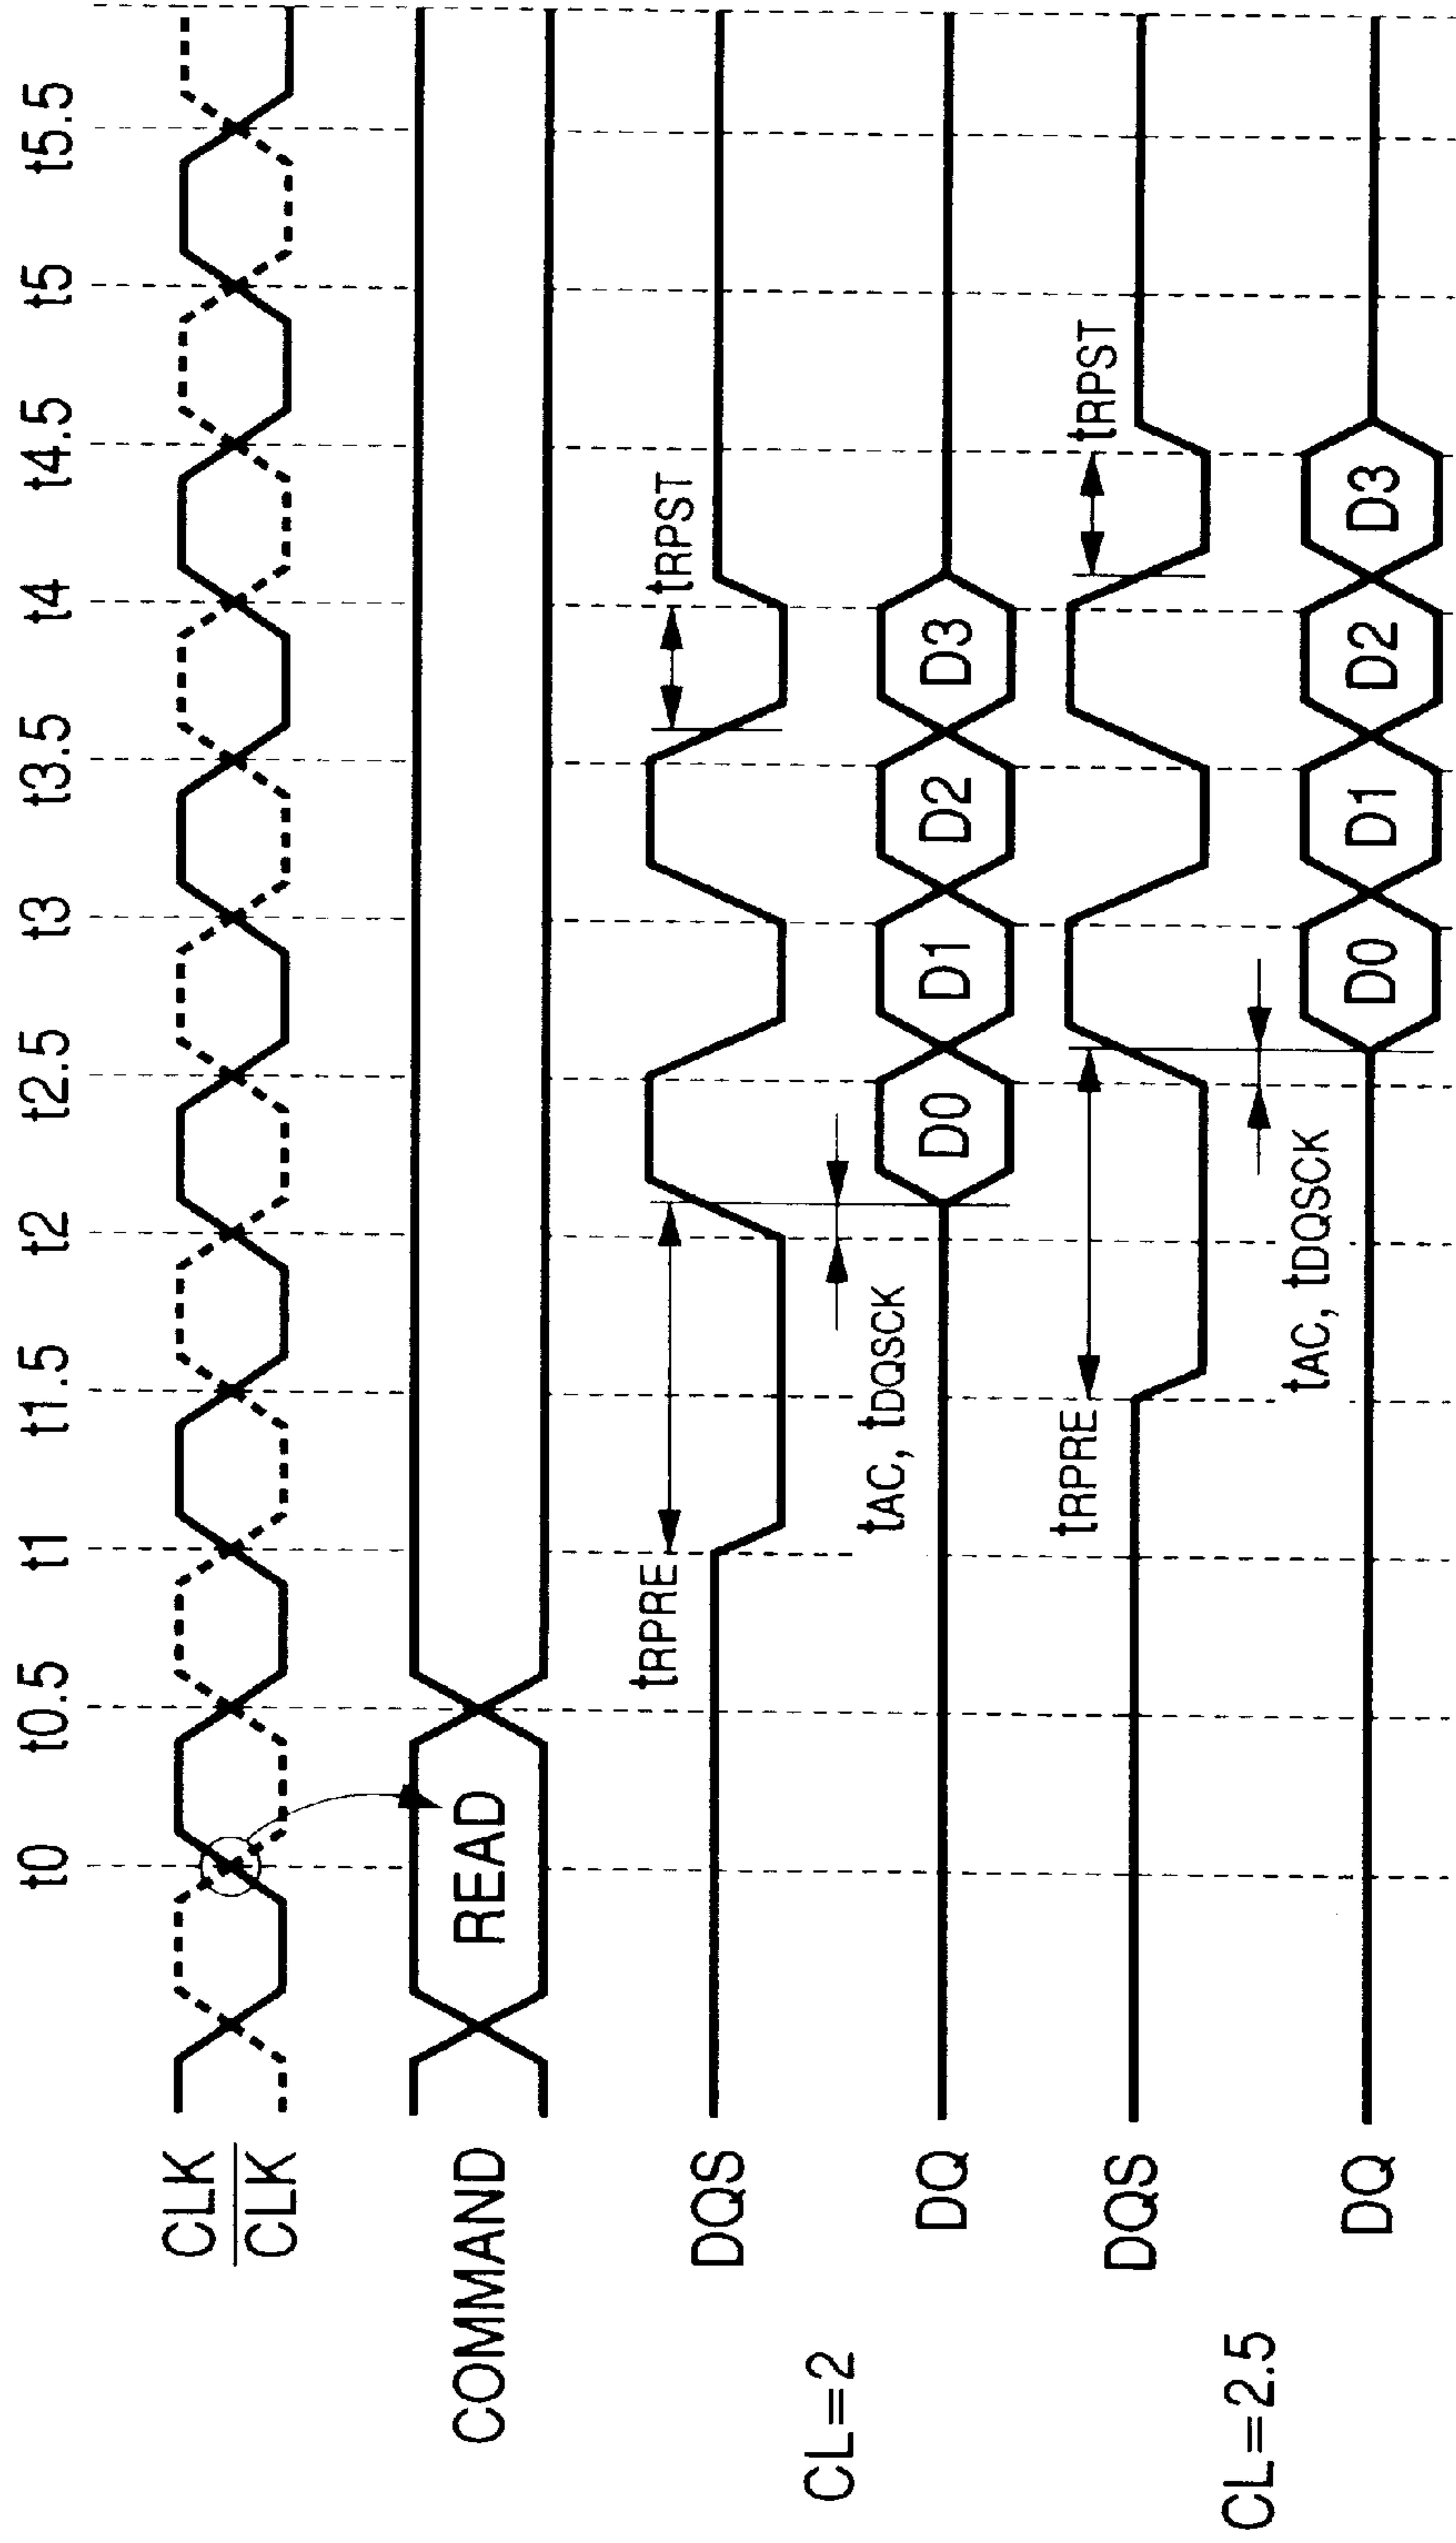 t0 t0.5 t1 t1.5 t2 t2.5 t3 t3.5 t4 t4.5 t5 t5.5
CLK
CLK
COMMAND
READ
CL=2
DQS
tRPRE
tRPST
tAC, tDQSCK
DQ
D0 D1 D2 D3
CL=2.5
DQS
tRPRE
tRPST
tAC, tDQSCK
DQ
D0 D1 D2 D3